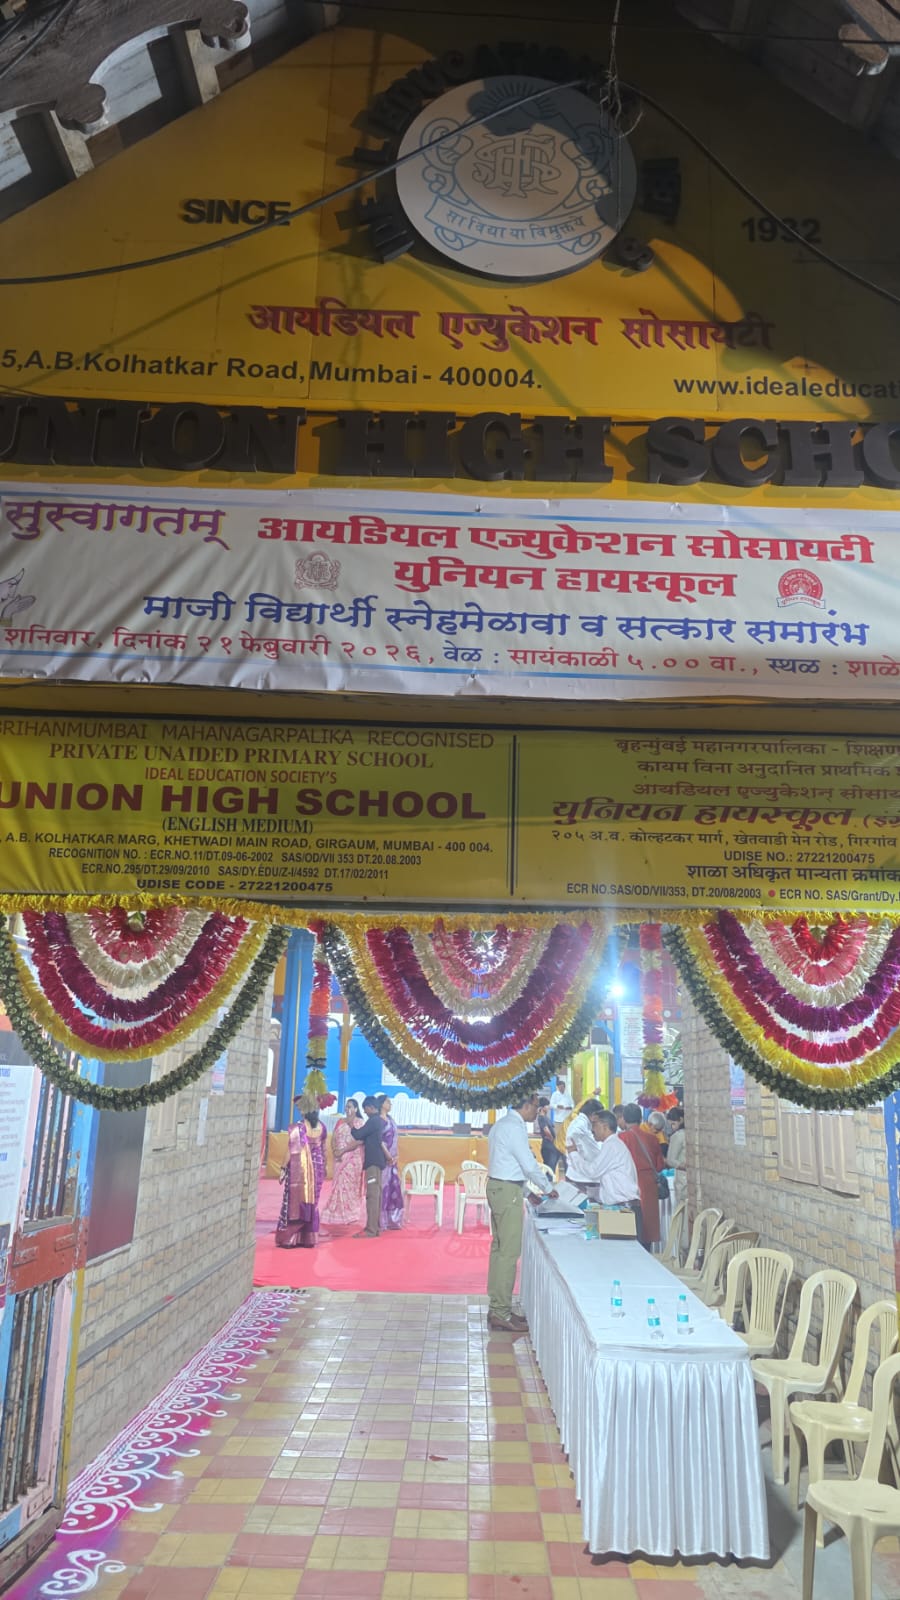 SINCE
1932
सा विद्या या विमुक्तये
आयडियल एज्युकेशन सोसायटी
5,A.B.Kolhatkar Road, Mumbai - 400004.
www.idealeducati
UNION HIGH SCHO
सुस्वागतम्
आयडियल एज्युकेशन सोसायटी
युनियन हायस्कूल
माजी विद्यार्थी स्नेहमेळावा व सत्कार समारंभ
शनिवार, दिनांक २१ फेब्रुवारी २०२६, वेळ : सायंकाळी ५.०० वा., स्थळ : शाळे
BRIHANMUMBAI MAHANAGARPALIKA RECOGNISED
PRIVATE UNAIDED PRIMARY SCHOOL
IDEAL EDUCATION SOCIETY'S
UNION HIGH SCHOOL
(ENGLISH MEDIUM)
, A.B. KOLHATKAR MARG, KHETWADI MAIN ROAD, GIRGAUM, MUMBAI - 400 004.
RECOGNITION NO. : ECR.NO.11/DT.09-06-2002 SAS/OD/VII 353 DT.20.08.2003
ECR.NO.295/DT.29/09/2010 SAS/DY.EDU/Z-I/4592 DT.17/02/2011
UDISE CODE - 27221200475
बृहन्मुंबई महानगरपालिका - शिक्षण
कायम विना अनुदानित प्राथमिक
आयडियल एज्युकेशन् सोसाय
युनियन हायस्कूल (इं
२०५ अ.ब. कोल्हटकर मार्ग, खेतवाडी मेन रोड, गिरगांव
UDISE NO.: 27221200475
शाळा अधिकृत मान्यता क्रमांक
ECR NO.SAS/OD/VII/353, DT.20/08/2003 ● ECR NO. SAS/Grant/Dy.